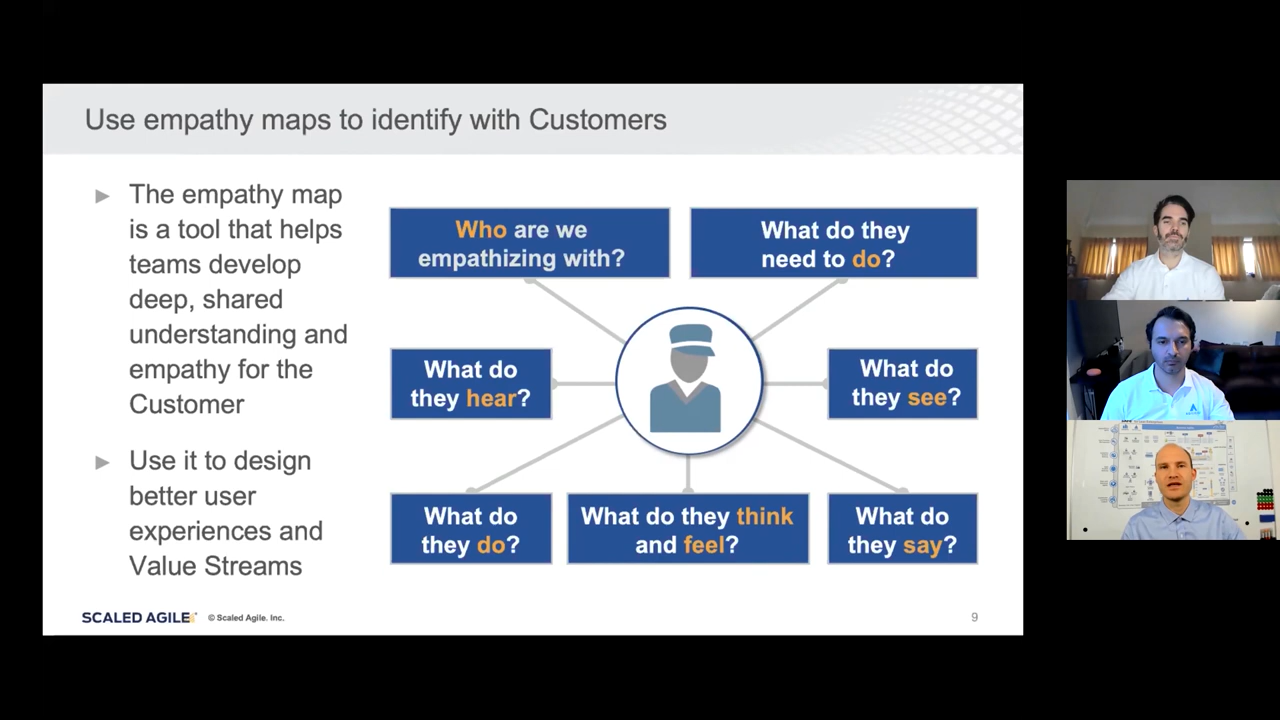 Use empathy maps to identify with Customers
► The empathy map
is a tool that helps
teams develop
deep, shared
understanding and
empathy for the
Customer
► Use it to design
better user
experiences and
Value Streams
Who are we
empathizing with?
What do they
need to do?
What do
they hear?
What do
they see?
What do
they do?
What do they think
and feel?
What do
they say?
SCALED AGILE
© Scaled Agile. Inc.
9